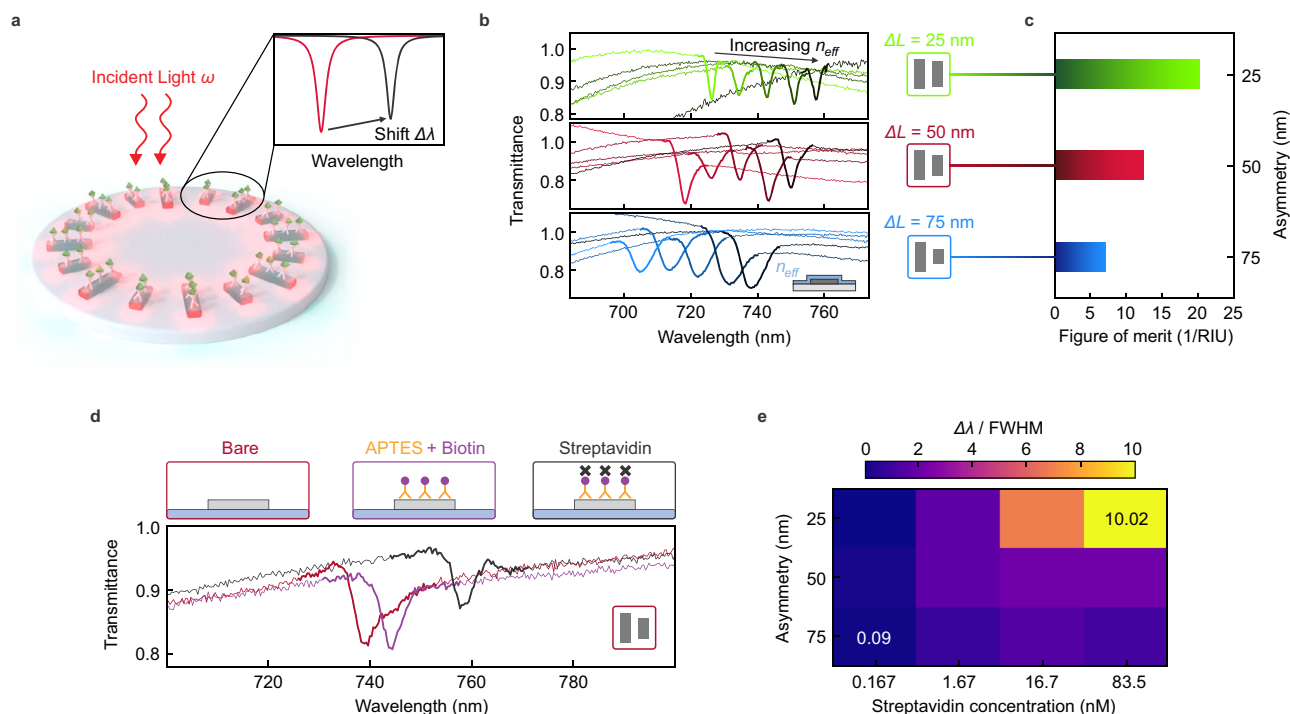 a
Incident Light ω
Shift Δλ
Wavelength
b
Increasing n_eff
1.0
0.9
0.8
1.0
0.8
1.0
0.8
n_eff
Transmittance
700
720
740
760
Wavelength (nm)
ΔL = 25 nm
ΔL = 50 nm
ΔL = 75 nm
c
25
50
75
Asymmetry (nm)
0
5
10
15
20
25
Figure of merit (1/RIU)
d
Bare
APTES + Biotin
Streptavidin
1.0
0.9
0.8
Transmittance
720
740
760
780
Wavelength (nm)
e
Δλ / FWHM
0
2
4
6
8
10
25
50
75
Asymmetry (nm)
10.02
0.09
0.167
1.67
16.7
83.5
Streptavidin concentration (nM)